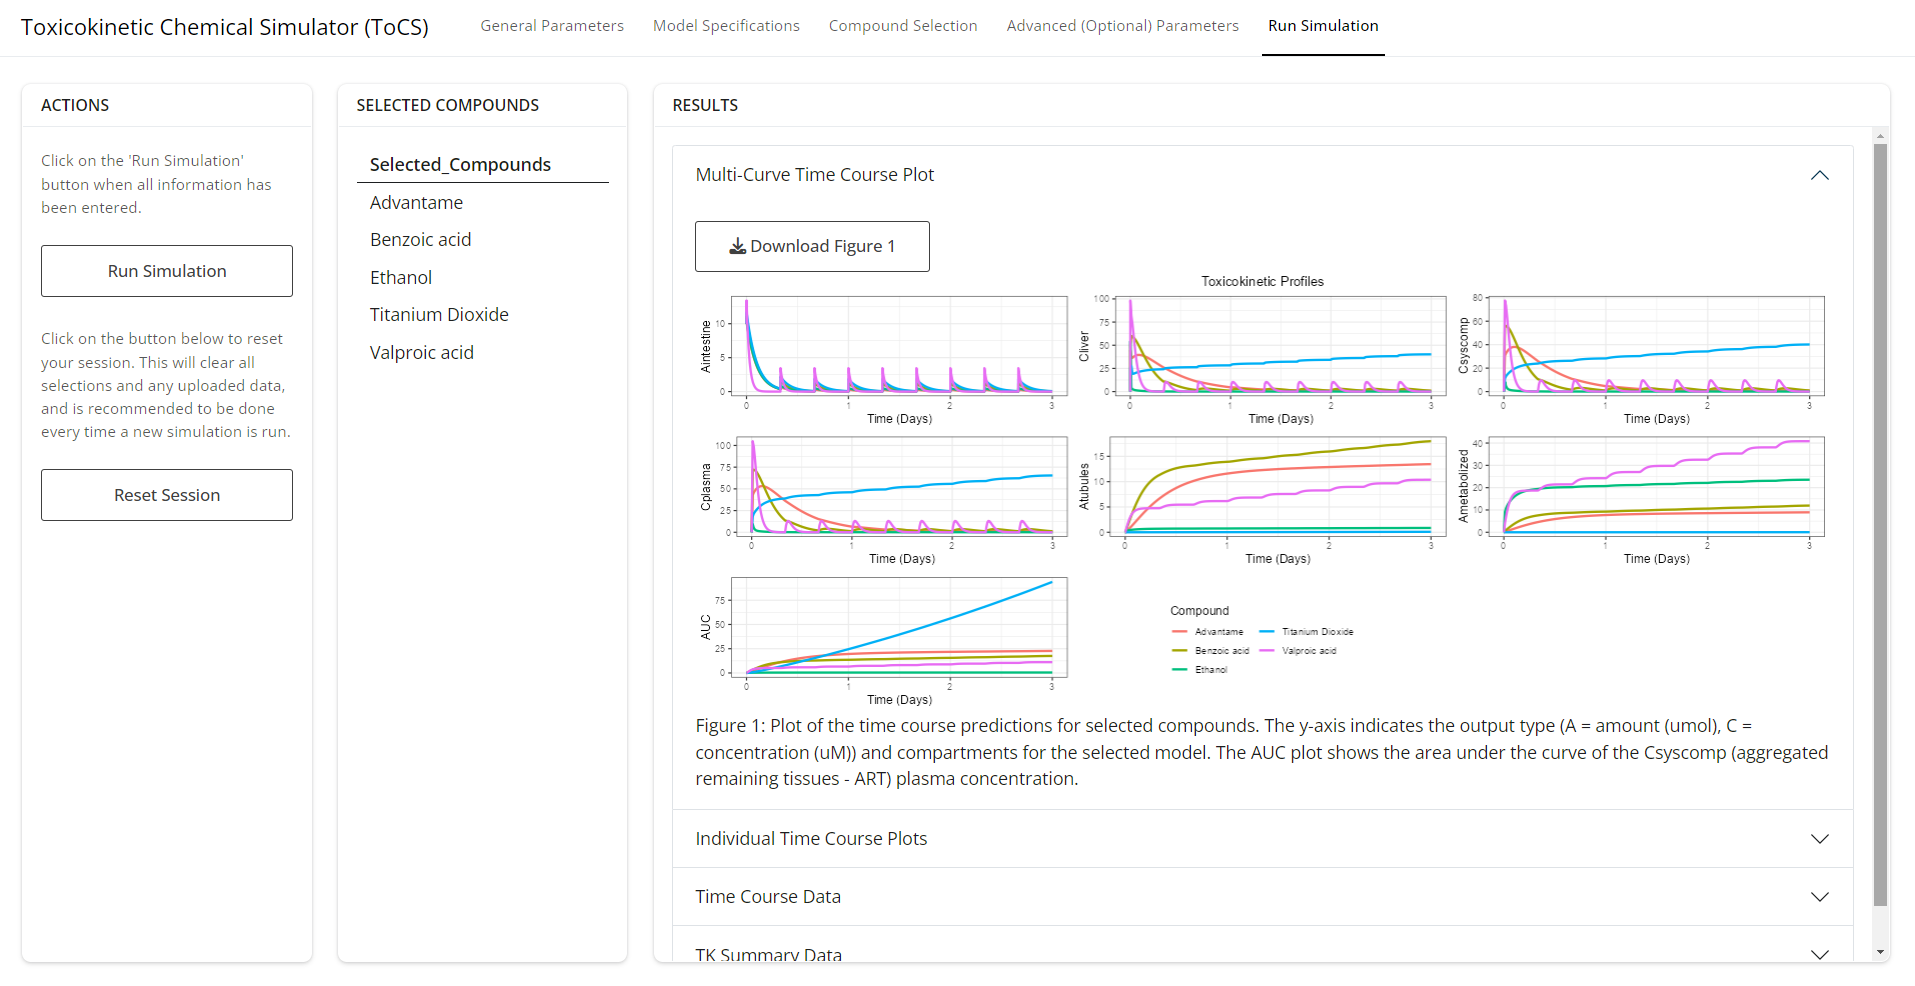 Toxicokinetic Chemical Simulator (ToCS)
General Parameters
Model Specifications
Compound Selection
Advanced (Optional) Parameters
Run Simulation
ACTIONS
Click on the 'Run Simulation'
button when all information has
been entered.
Run Simulation
Click on the button below to reset
your session. This will clear all
selections and any uploaded data,
and is recommended to be done
every time a new simulation is run.
Reset Session
SELECTED COMPOUNDS
Selected_Compounds
Advantame
Benzoic acid
Ethanol
Titanium Dioxide
Valproic acid
RESULTS
Multi-Curve Time Course Plot
Download Figure 1
Toxicokinetic Profiles
Aintestine
10
5
0
0 1 2 3
Time (Days)
Cliver
100
75
50
25
0
0 1 2 3
Time (Days)
Csyscomp
80
60
40
20
0
0 1 2 3
Time (Days)
Cplasma
100
75
50
25
0
0 1 2 3
Time (Days)
Atubules
15
10
5
0
0 1 2 3
Time (Days)
Ametabolized
40
30
20
10
0
0 1 2 3
Time (Days)
AUC
75
50
25
0
0 1 2 3
Time (Days)
Compound
Advantame
Benzoic acid
Ethanol
Titanium Dioxide
Valproic acid
Figure 1: Plot of the time course predictions for selected compounds. The y-axis indicates the output type (A = amount (umol), C =
concentration (uM)) and compartments for the selected model. The AUC plot shows the area under the curve of the Csyscomp (aggregated
remaining tissues - ART) plasma concentration.
Individual Time Course Plots
Time Course Data
TK Summary Data